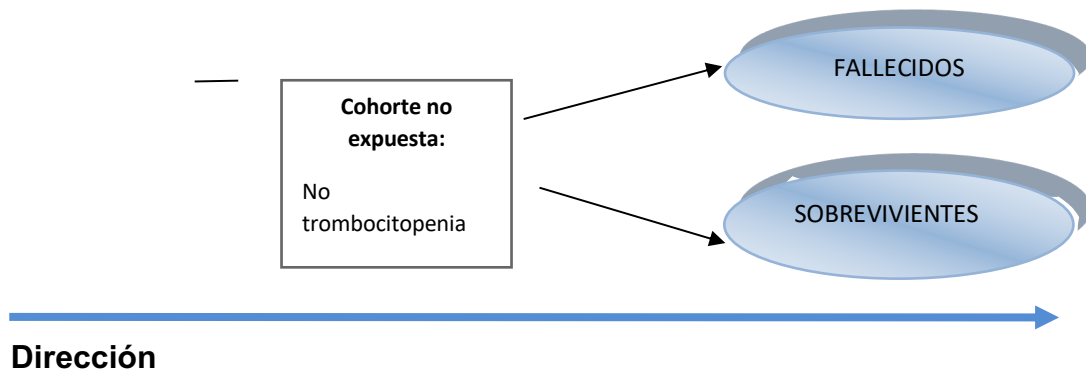 FALLECIDOS
Cohorte no
expuesta:
No
trombocitopenia
SOBREVIVIENTES
Dirección